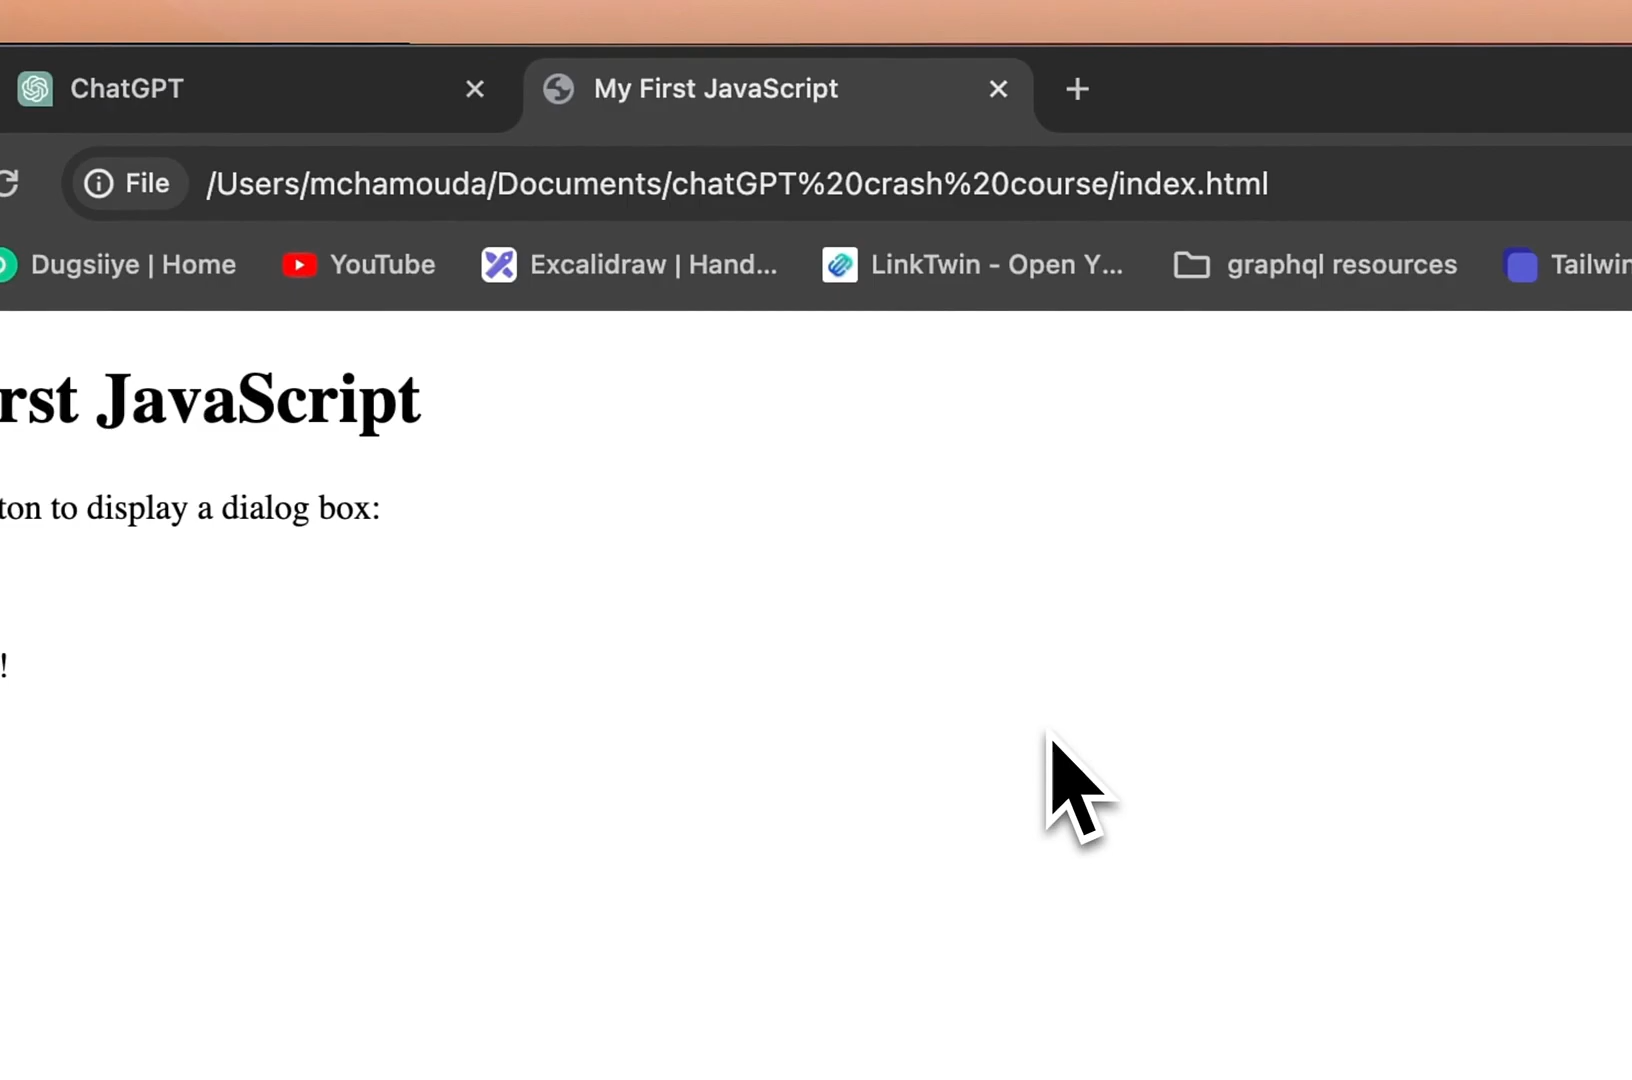 ChatGPT
My First JavaScript
File /Users/mchamouda/Documents/chatGPT%20crash%20course/index.html
Dugsiiye | Home YouTube Excalidraw | Hand... LinkTwin - Open Y... graphql resources Tailwin
rst JavaScript
ton to display a dialog box:
!